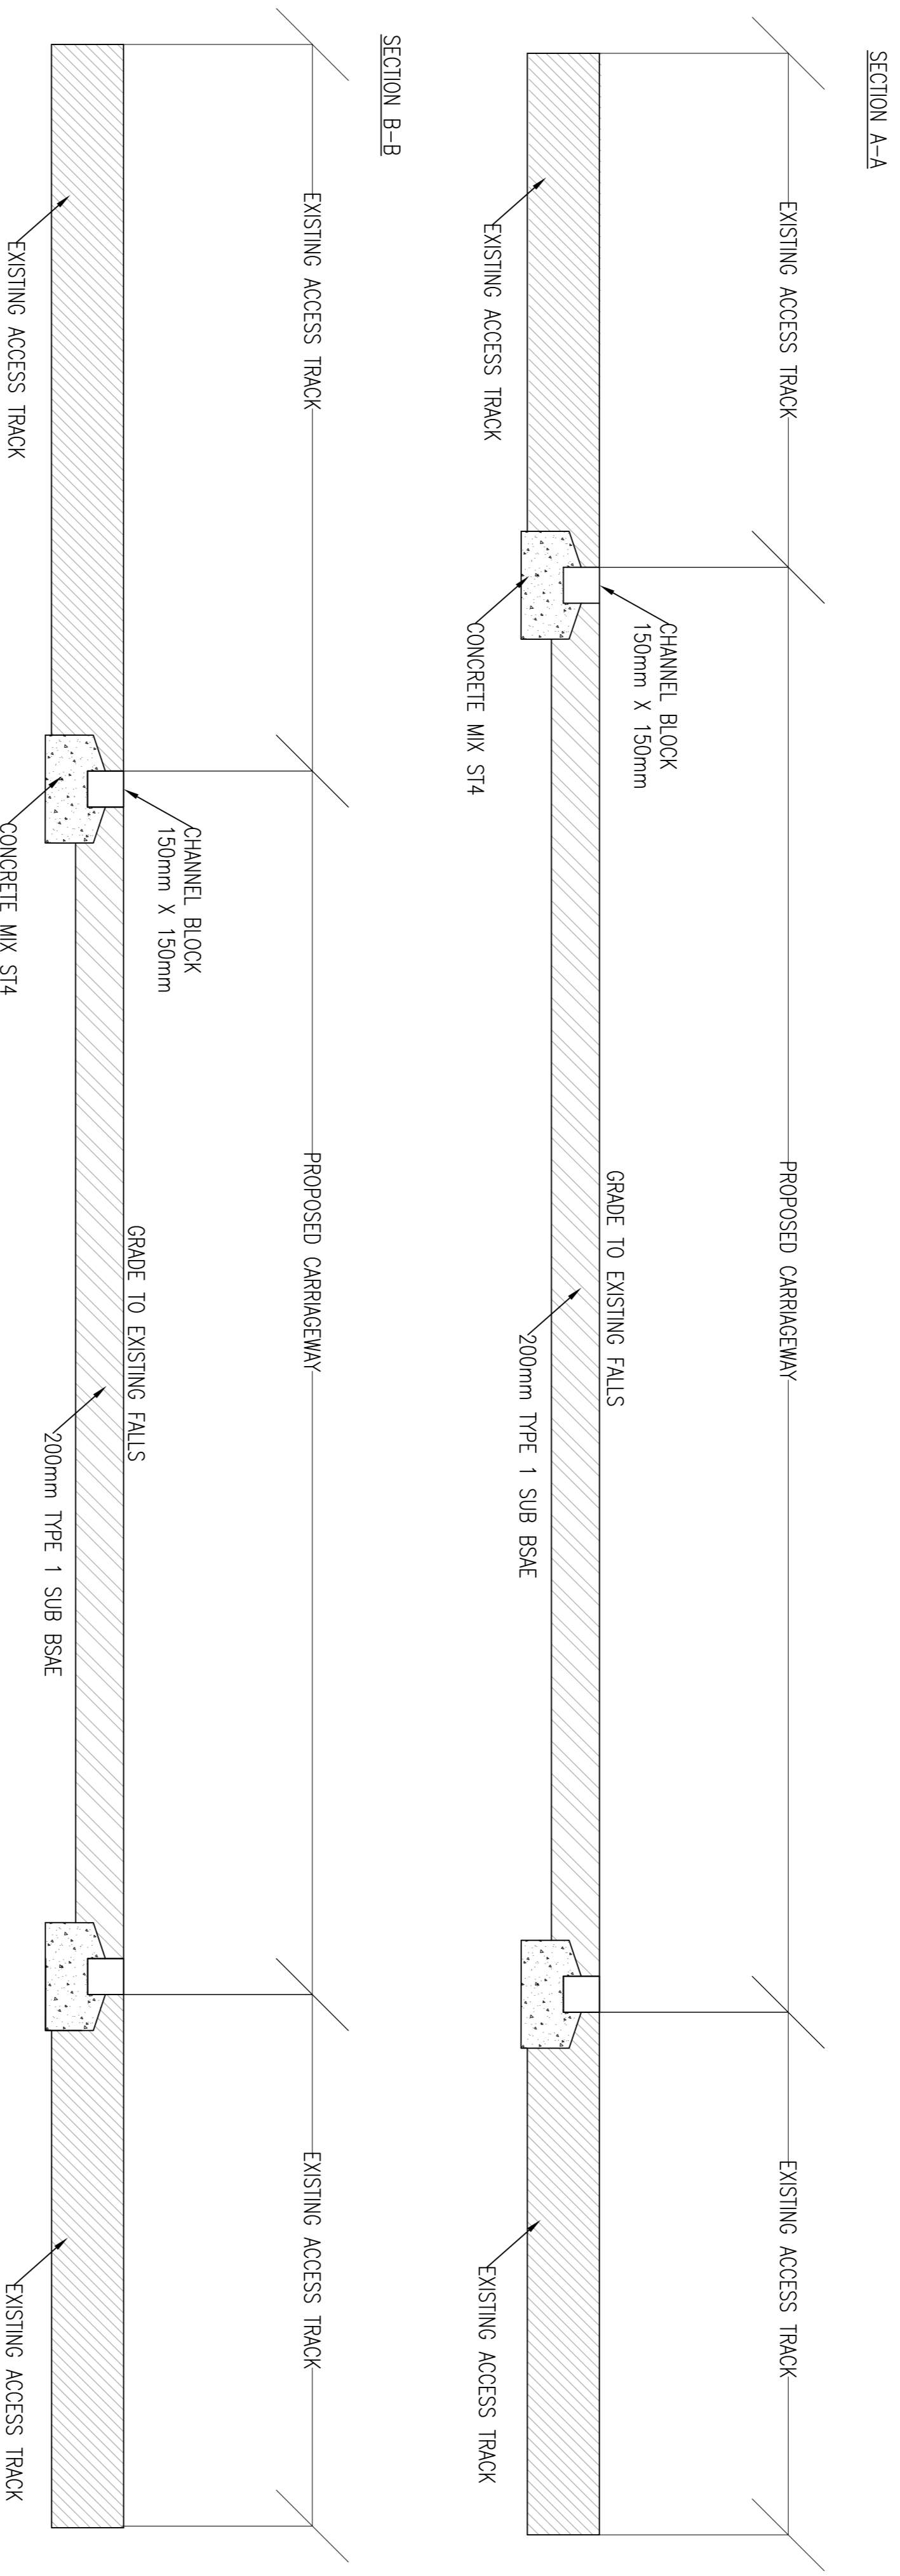 SECTION A-A
EXISTING ACCESS TRACK
PROPOSED CARRIAGEWAY
EXISTING ACCESS TRACK
CHANNEL BLOCK
150mm X 150mm
GRADE TO EXISTING FALLS
EXISTING ACCESS TRACK
CONCRETE MIX ST4
200mm TYPE 1 SUB BSAE
EXISTING ACCESS TRACK
SECTION B-B
EXISTING ACCESS TRACK
PROPOSED CARRIAGEWAY
EXISTING ACCESS TRACK
CHANNEL BLOCK
150mm X 150mm
GRADE TO EXISTING FALLS
EXISTING ACCESS TRACK
CONCRETE MIX ST4
200mm TYPE 1 SUB BSAE
EXISTING ACCESS TRACK